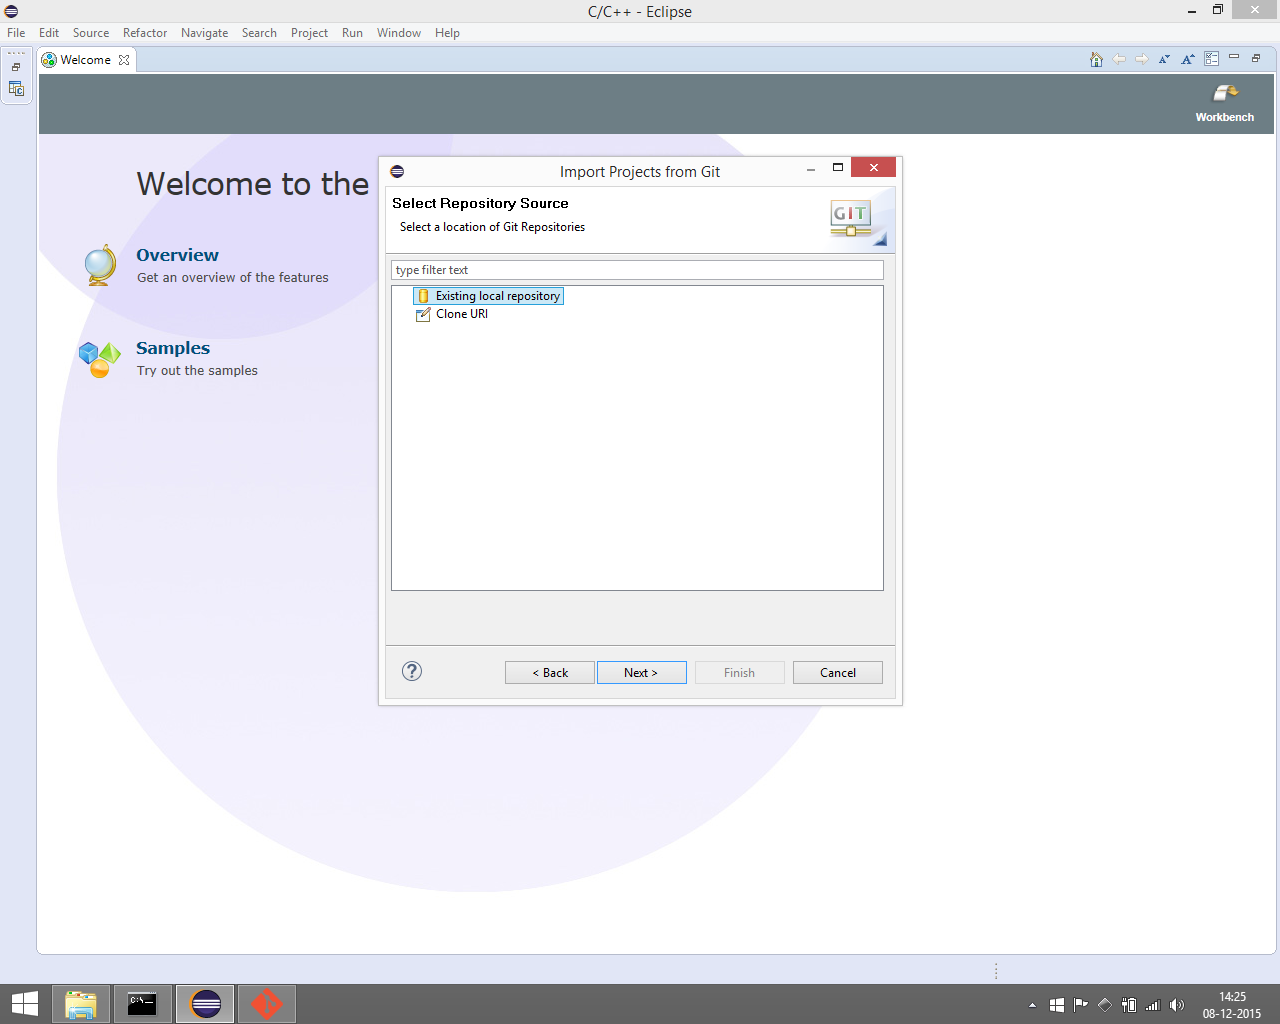 C/C++ - Eclipse
File Edit Source Refactor Navigate Search Project Run Window Help
Welcome
Workbench
Welcome to the
Overview
Get an overview of the features
Samples
Try out the samples
Import Projects from Git
Select Repository Source
Select a location of Git Repositories
GIT
type filter text
Existing local repository
Clone URI
< Back Next > Finish Cancel
14:25
08-12-2015